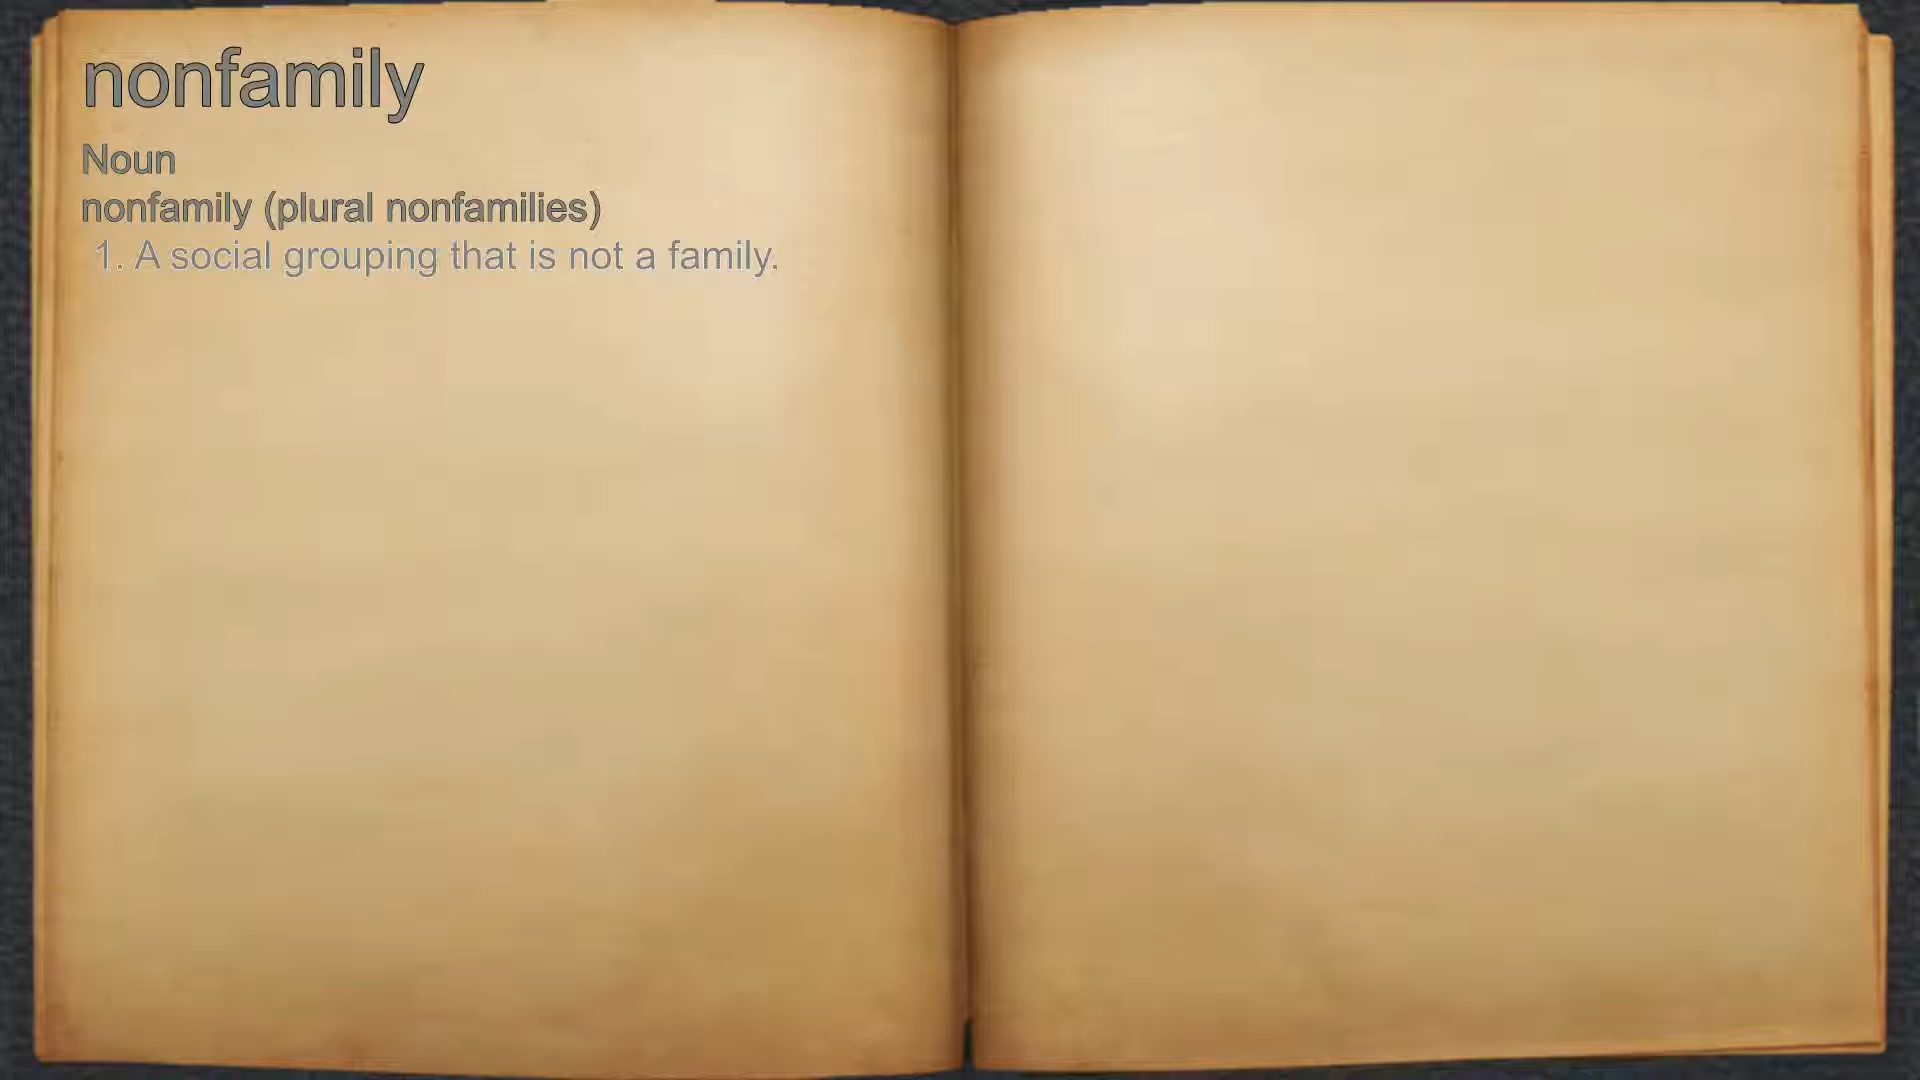 nonfamily
Noun
nonfamily (plural nonfamilies)
1. A social grouping that is not a family.